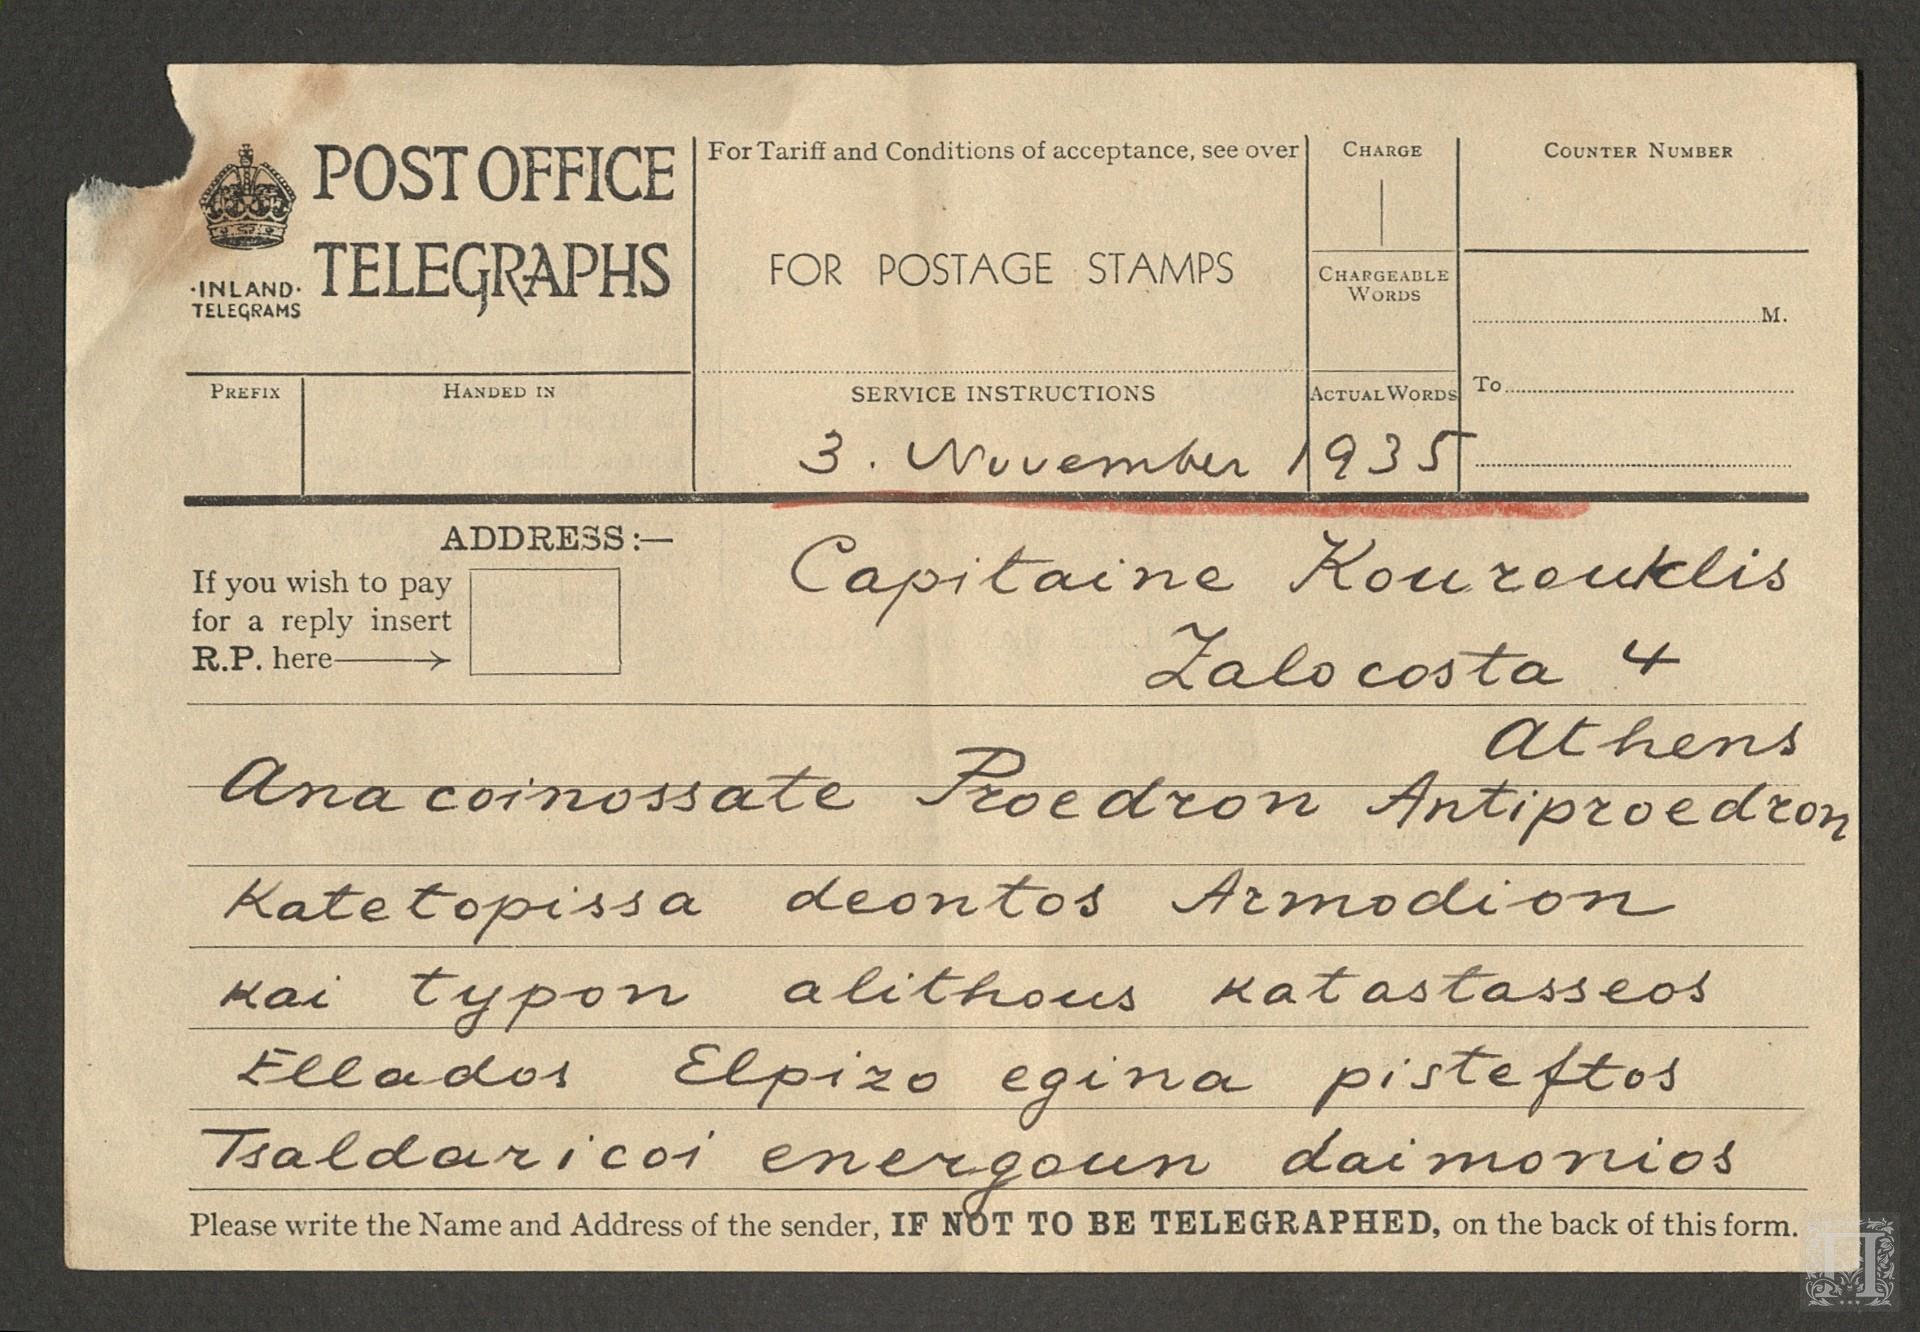 POST OFFICE
TELEGRAPHS
·INLAND·
TELEGRAMS
For Tariff and Conditions of acceptance, see over
FOR POSTAGE STAMPS
CHARGE
CHARGEABLE
WORDS
COUNTER NUMBER
M.
PREFIX
HANDED IN
SERVICE INSTRUCTIONS
ACTUAL WORDS
To
3. November 1935
ADDRESS:—
If you wish to pay
for a reply insert
R.P. here
Capitaine Kourouklis
Zalocosta 4
Athens
Anacoinossate Proedron Antiproedron
Katetopissa deontos Armodion
kai typon alithous katastasseos
Ellados Elpizo egina pisteftos
Tsaldaricoi energoun daimonios
Please write the Name and Address of the sender, IF NOT TO BE TELEGRAPHED, on the back of this form.